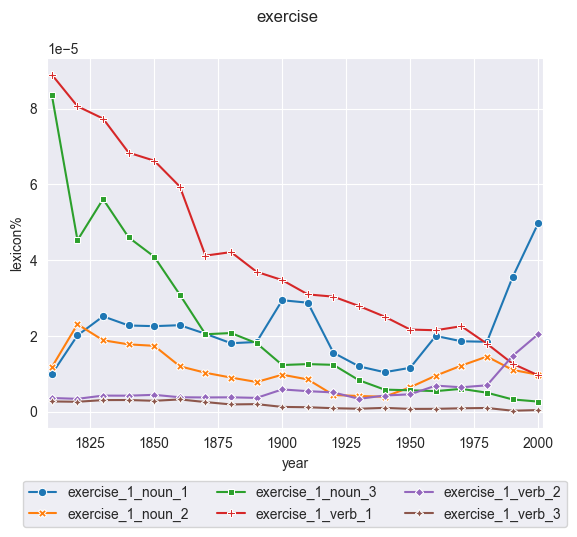 exercise
1e−5
8
6
4
2
0
lexicon%
1825 1850 1875 1900 1925 1950 1975 2000
year
exercise_1_noun_1 exercise_1_noun_3 exercise_1_verb_2
exercise_1_noun_2 exercise_1_verb_1 exercise_1_verb_3